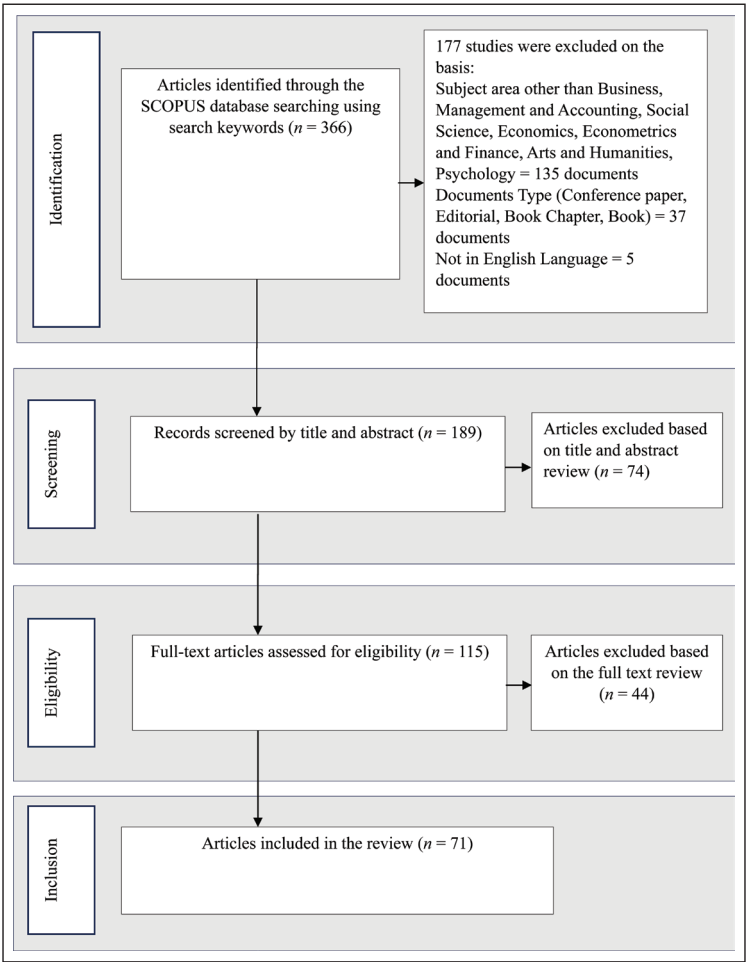 Identification
Articles identified through the
SCOPUS database searching using
search keywords (n = 366)
177 studies were excluded on the
basis:
Subject area other than Business,
Management and Accounting, Social
Science, Economics, Econometrics
and Finance, Arts and Humanities,
Psychology = 135 documents
Documents Type (Conference paper,
Editorial, Book Chapter, Book) = 37
documents
Not in English Language = 5
documents
Screening
Records screened by title and abstract (n = 189)
Articles excluded based
on title and abstract
review (n = 74)
Eligibility
Full-text articles assessed for eligibility (n = 115)
Articles excluded based
on the full text review
(n = 44)
Inclusion
Articles included in the review (n = 71)